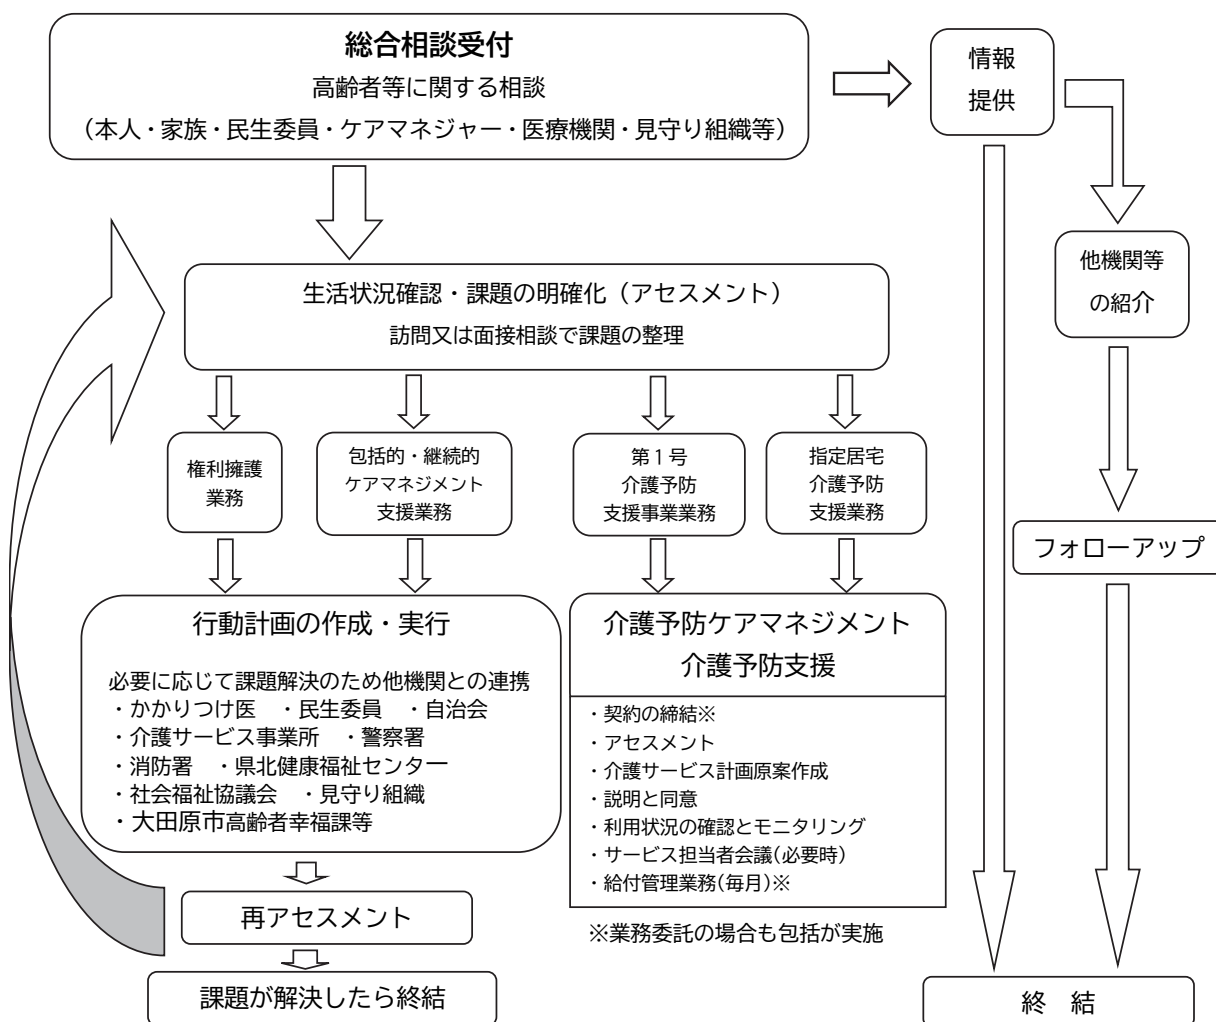 総合相談受付
高齢者等に関する相談
（本人・家族・民生委員・ケアマネジャー・医療機関・見守り組織等）
情報
提供
他機関等
の紹介
フォローアップ
生活状況確認・課題の明確化（アセスメント）
訪問又は面接相談で課題の整理
権利擁護
業務
包括的・継続的
ケアマネジメント
支援業務
第１号
介護予防
支援事業業務
指定居宅
介護予防
支援業務
行動計画の作成・実行
必要に応じて課題解決のため他機関との連携
・かかりつけ医　・民生委員　・自治会
・介護サービス事業所　・警察署
・消防署　・県北健康福祉センター
・社会福祉協議会　・見守り組織
・大田原市高齢者幸福課等
介護予防ケアマネジメント
介護予防支援
・契約の締結※
・アセスメント
・介護サービス計画原案作成
・説明と同意
・利用状況の確認とモニタリング
・サービス担当者会議(必要時)
・給付管理業務(毎月)※
※業務委託の場合も包括が実施
再アセスメント
課題が解決したら終結
終　結